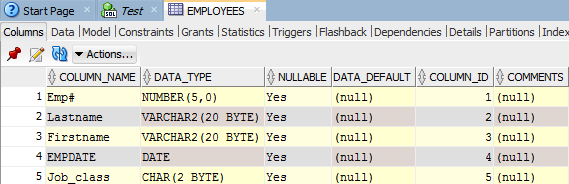 Start Page Test EMPLOYEES
Columns Data Model Constraints Grants Statistics Triggers Flashback Dependencies Details Partitions Index
Actions...
COLUMN_NAME DATA_TYPE NULLABLE DATA_DEFAULT COLUMN_ID COMMENTS
1 Emp# NUMBER(5,0) Yes (null) 1 (null)
2 Lastname VARCHAR2(20 BYTE) Yes (null) 2 (null)
3 Firstname VARCHAR2(20 BYTE) Yes (null) 3 (null)
4 EMPDATE DATE Yes (null) 4 (null)
5 Job_class CHAR(2 BYTE) Yes (null) 5 (null)